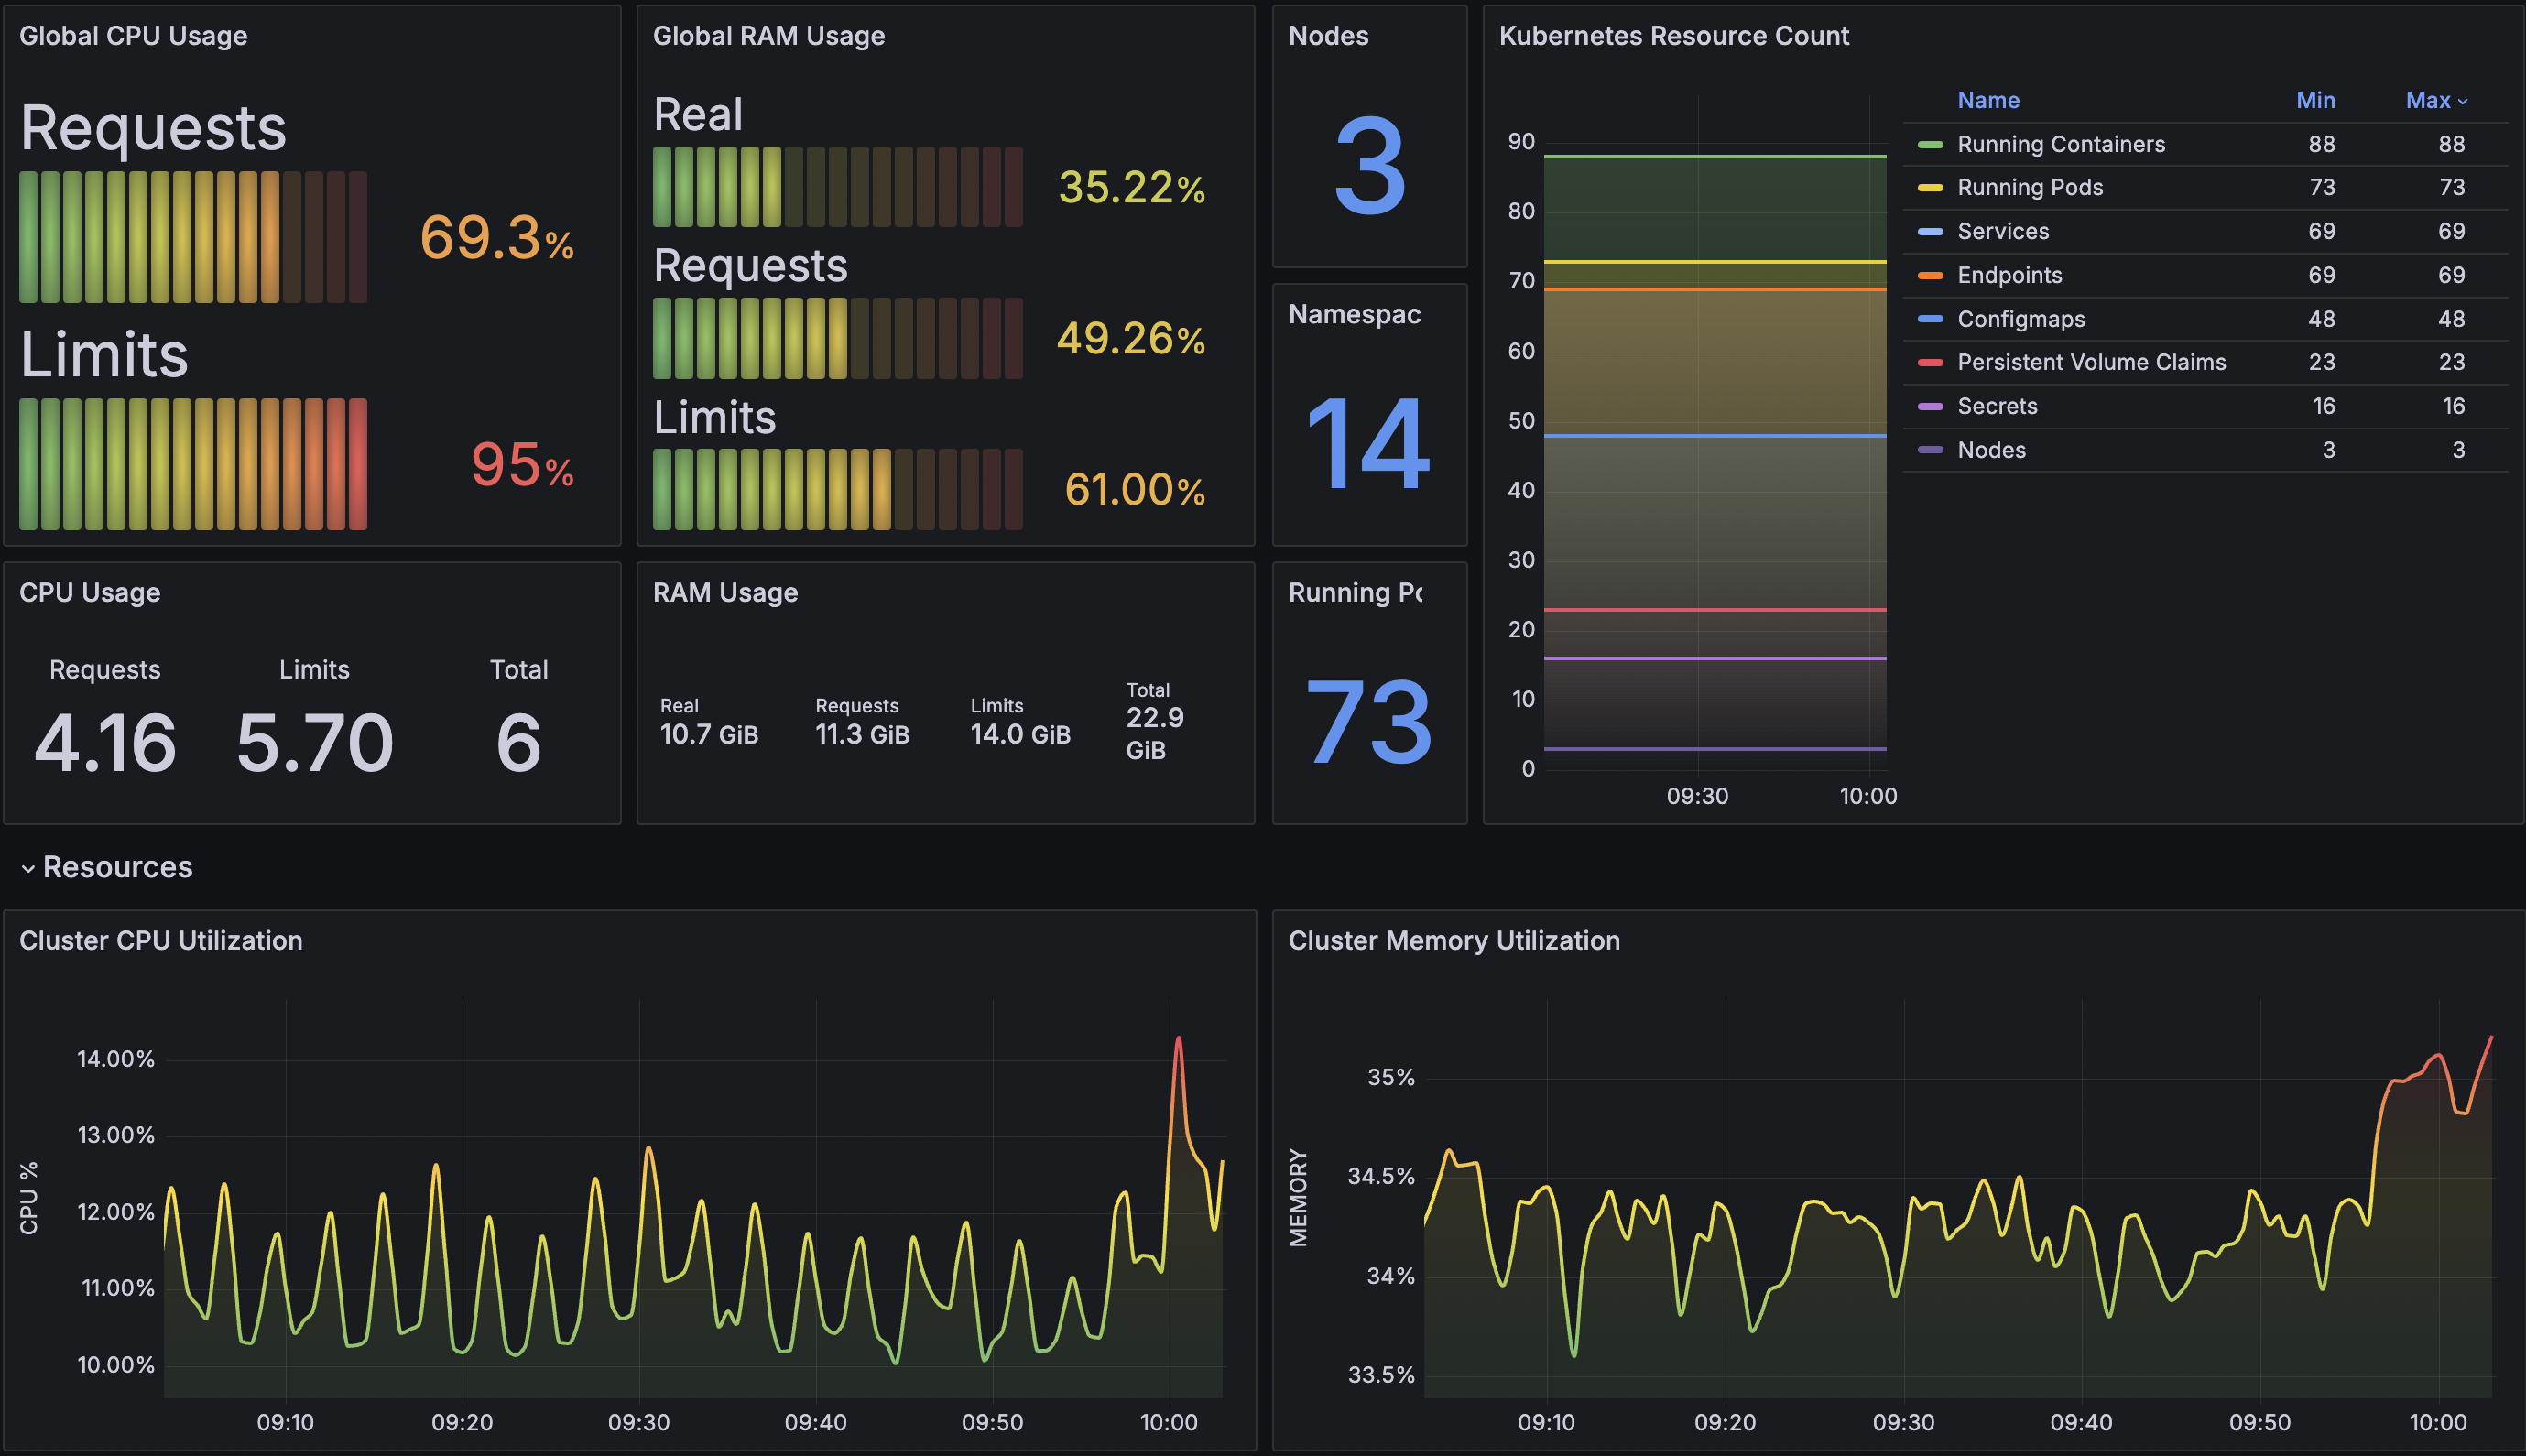 Global CPU Usage
Requests
69.3%
Limits
95%
Global RAM Usage
Real
35.22%
Requests
49.26%
Limits
61.00%
Nodes
3
Namespac
14
Kubernetes Resource Count
90
80
70
60
50
40
30
20
10
0
09:30 10:00
Name Min Max
Running Containers 88 88
Running Pods 73 73
Services 69 69
Endpoints 69 69
Configmaps 48 48
Persistent Volume Claims 23 23
Secrets 16 16
Nodes 3 3
CPU Usage
Requests Limits Total
4.16 5.70 6
RAM Usage
Real Requests Limits Total
10.7 GiB 11.3 GiB 14.0 GiB 22.9
GiB
Running Po
73
Resources
Cluster CPU Utilization
CPU %
14.00%
13.00%
12.00%
11.00%
10.00%
09:10 09:20 09:30 09:40 09:50 10:00
Cluster Memory Utilization
MEMORY
35%
34.5%
34%
33.5%
09:10 09:20 09:30 09:40 09:50 10:00